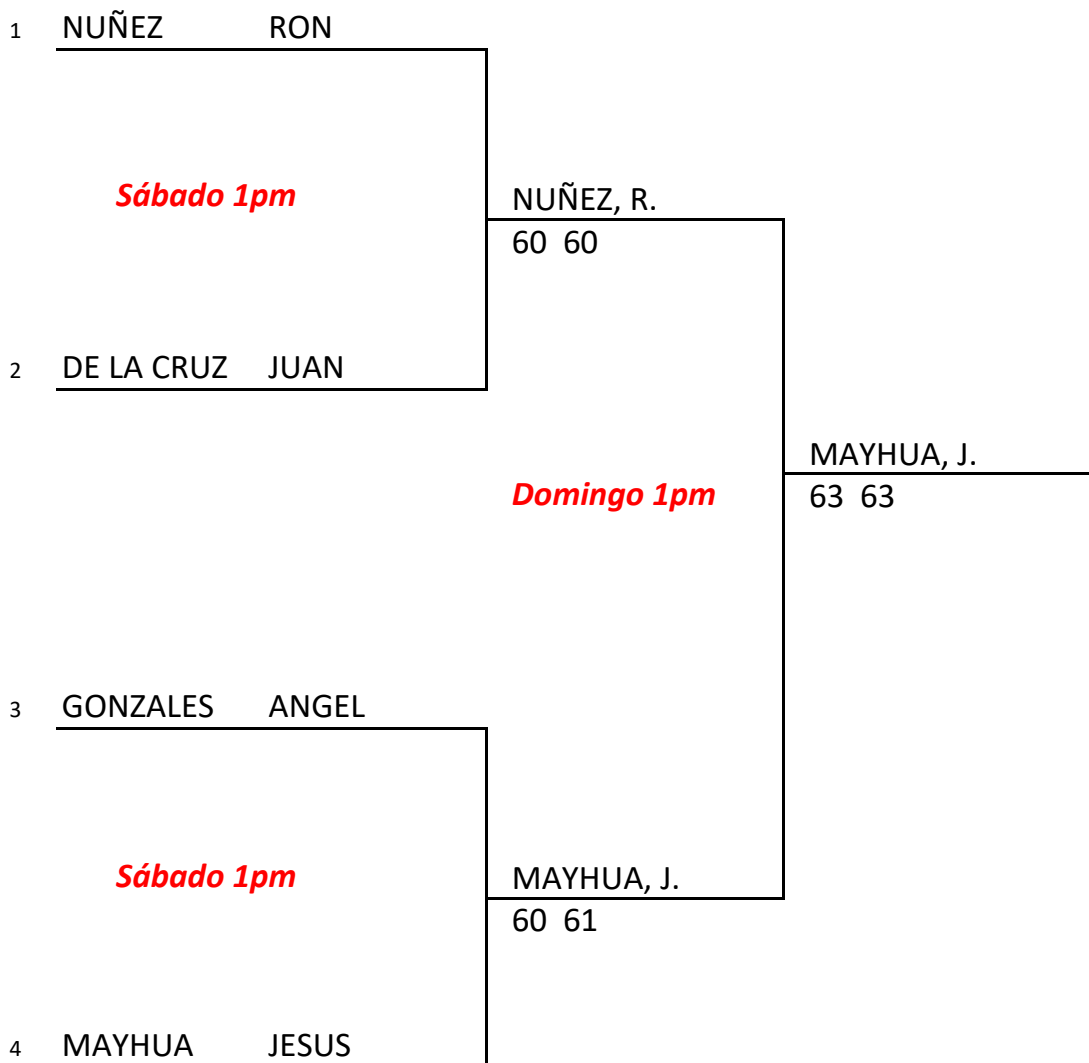 1 NUÑEZ RON
Sábado 1pm
NUÑEZ, R.
60 60
2 DE LA CRUZ JUAN
MAYHUA, J.
Domingo 1pm
63 63
3 GONZALES ANGEL
Sábado 1pm
MAYHUA, J.
60 61
4 MAYHUA JESUS